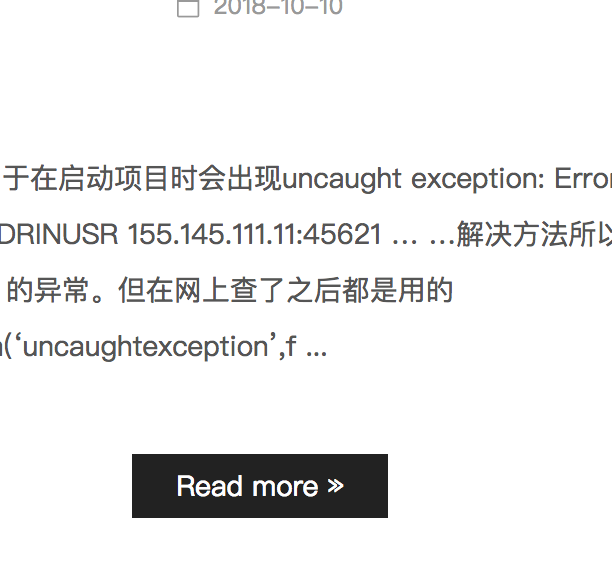 2018-10-10
于在启动项目时会出现uncaught exception: Error
DRINUSR 155.145.111.11:45621 … …解决方法所以
的异常。但在网上查了之后都是用的
n(‘uncaughtexception’,f ...
Read more »